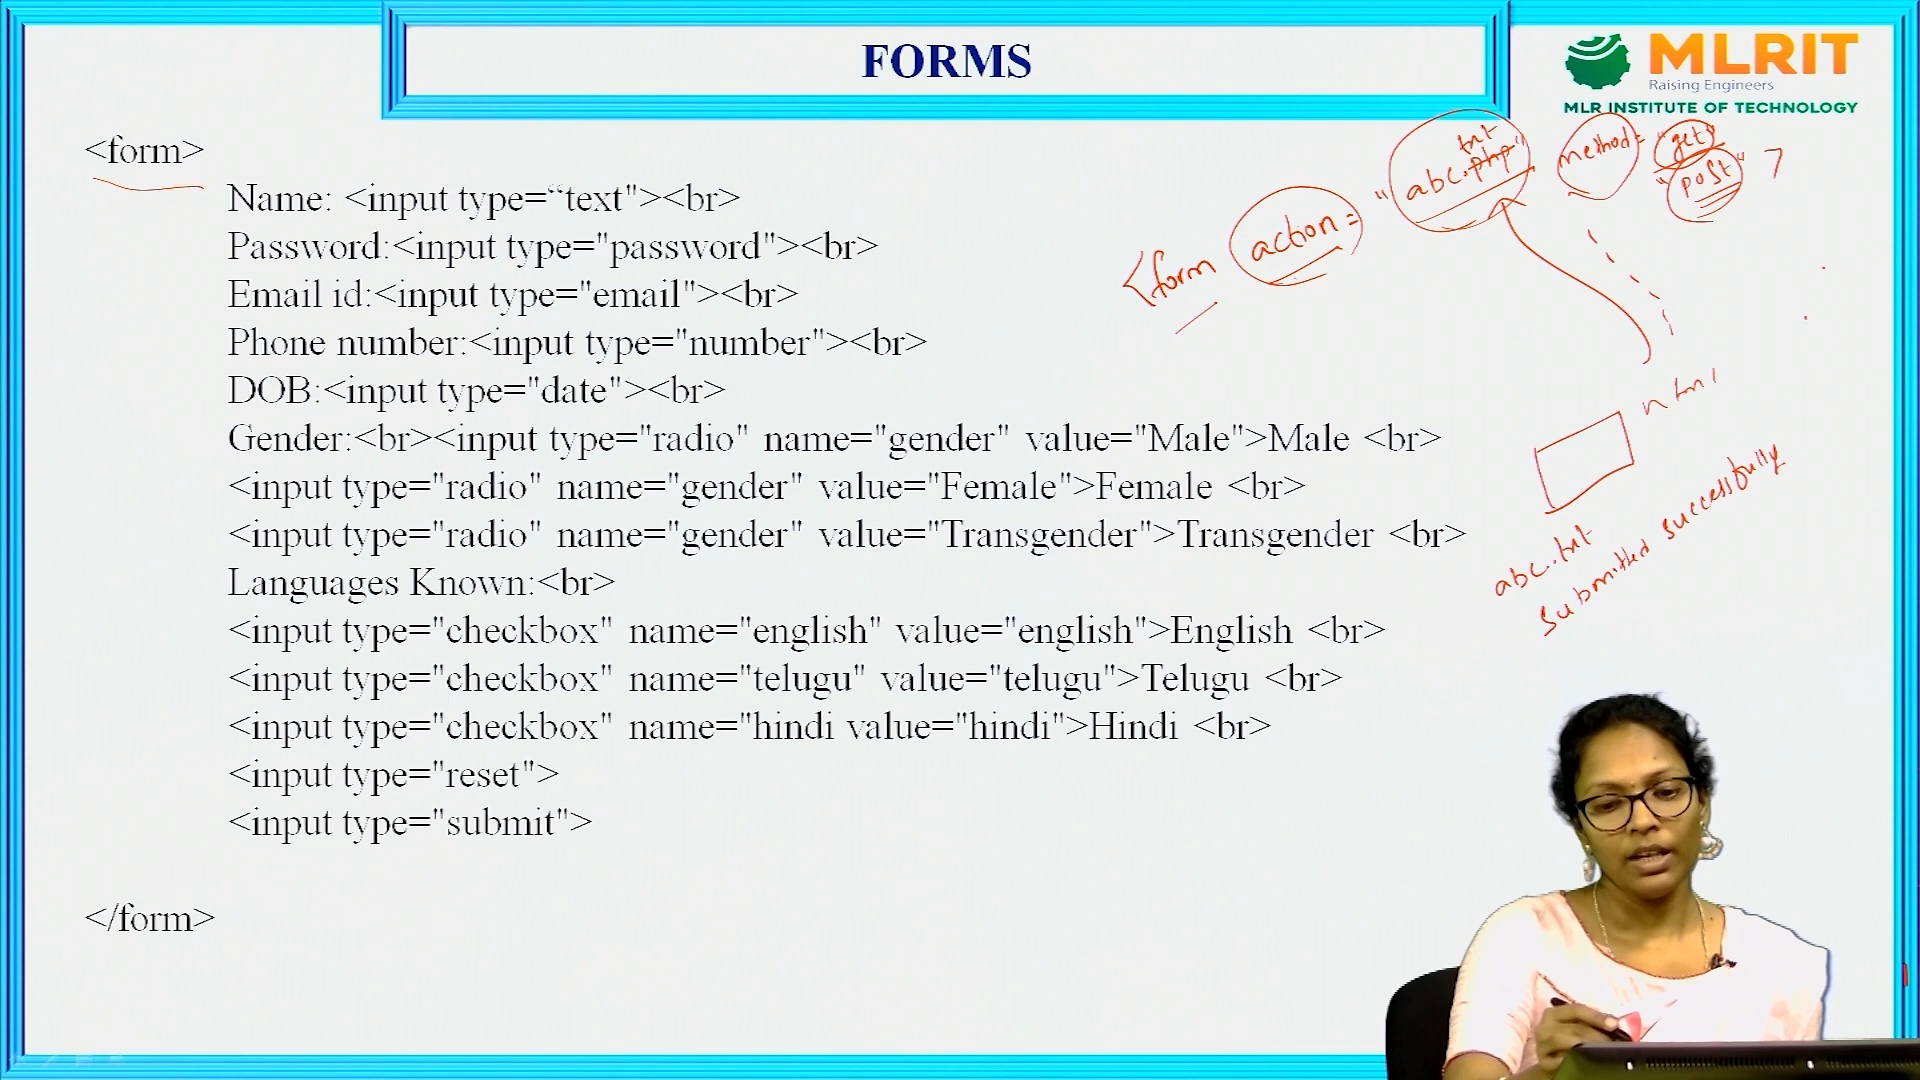 FORMS
MLRIT
Raising Engineers
MLR INSTITUTE OF TECHNOLOGY
<form>
Name: <input type=“text"><br>
Password:<input type="password"><br>
Email id:<input type="email"><br>
Phone number:<input type="number"><br>
DOB:<input type="date"><br>
Gender:<br><input type="radio" name="gender" value="Male">Male <br>
<input type="radio" name="gender" value="Female">Female <br>
<input type="radio" name="gender" value="Transgender">Transgender <br>
Languages Known:<br>
<input type="checkbox" name="english" value="english">English <br>
<input type="checkbox" name="telugu" value="telugu">Telugu <br>
<input type="checkbox" name="hindi value="hindi">Hindi <br>
<input type="reset">
<input type="submit">
</form>
txt
<form action= "abc.php" method= "get"
"post" >
html
abc.txt
Submitted successfully